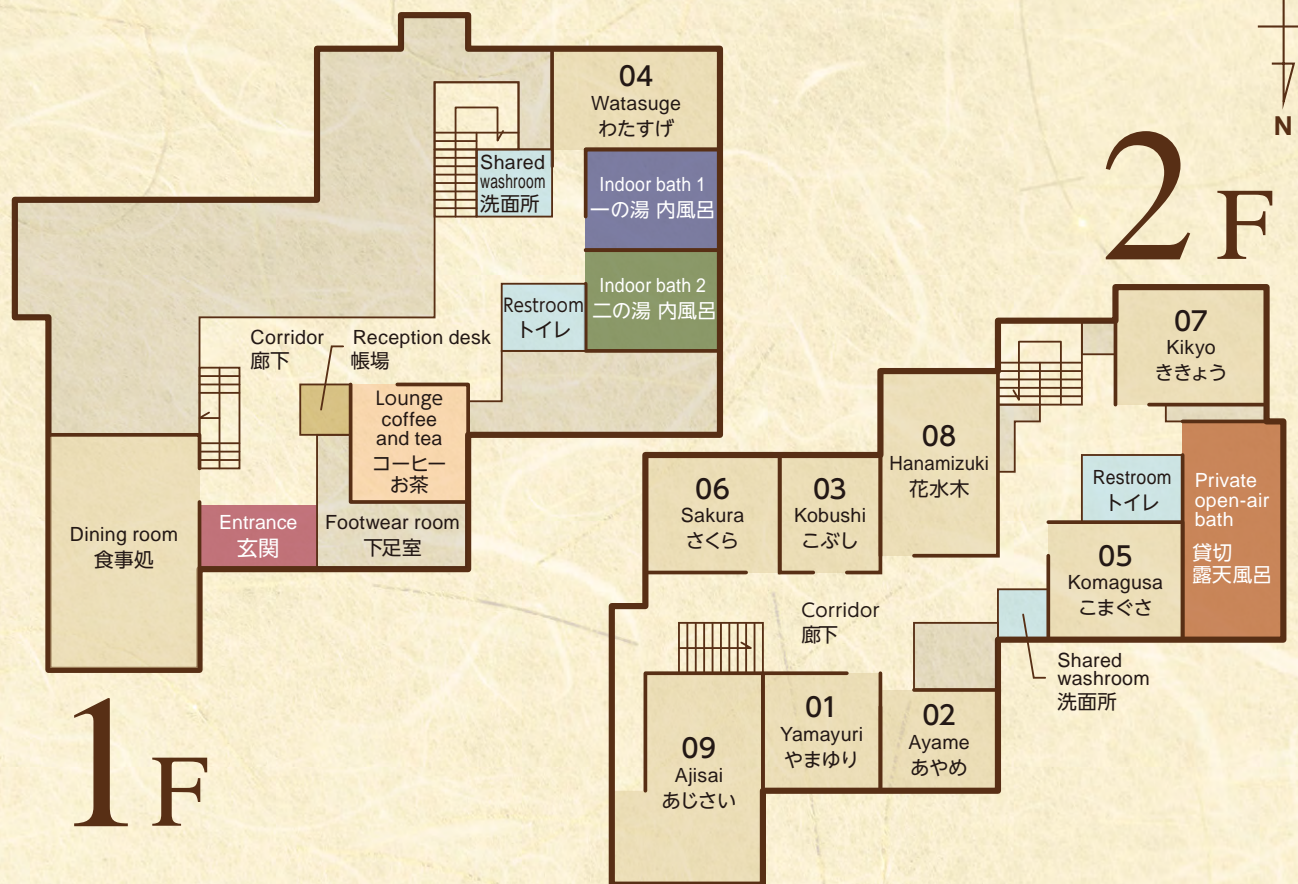 N
04
Watasuge
わたすげ
Shared
washroom
洗面所
Indoor bath 1
一の湯 内風呂
Indoor bath 2
二の湯 内風呂
Restroom
トイレ
Corridor
廊下
Reception desk
帳場
Lounge
coffee
and tea
コーヒー
お茶
Dining room
食事処
Entrance
玄関
Footwear room
下足室
1F
2F
07
Kikyo
ききょう
08
Hanamizuki
花水木
06
Sakura
さくら
03
Kobushi
こぶし
Restroom
トイレ
Private
open-air
bath
貸切
露天風呂
05
Komagusa
こまぐさ
Corridor
廊下
Shared
washroom
洗面所
09
Ajisai
あじさい
01
Yamayuri
やまゆり
02
Ayame
あやめ